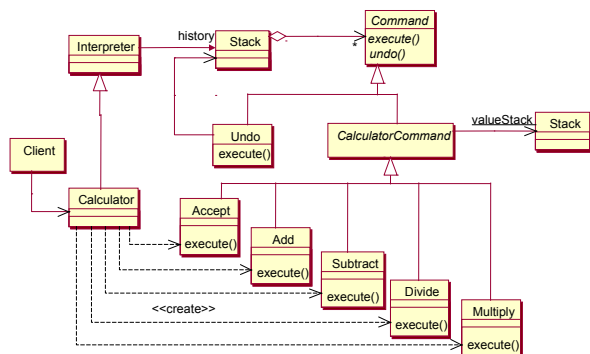 Command
execute()
undo()
*
Interpreter
history
Stack
Undo
execute()
CalculatorCommand
valueStack
Stack
Client
Calculator
Accept
execute()
Add
execute()
Subtract
execute()
Divide
execute()
Multiply
execute()
<<create>>